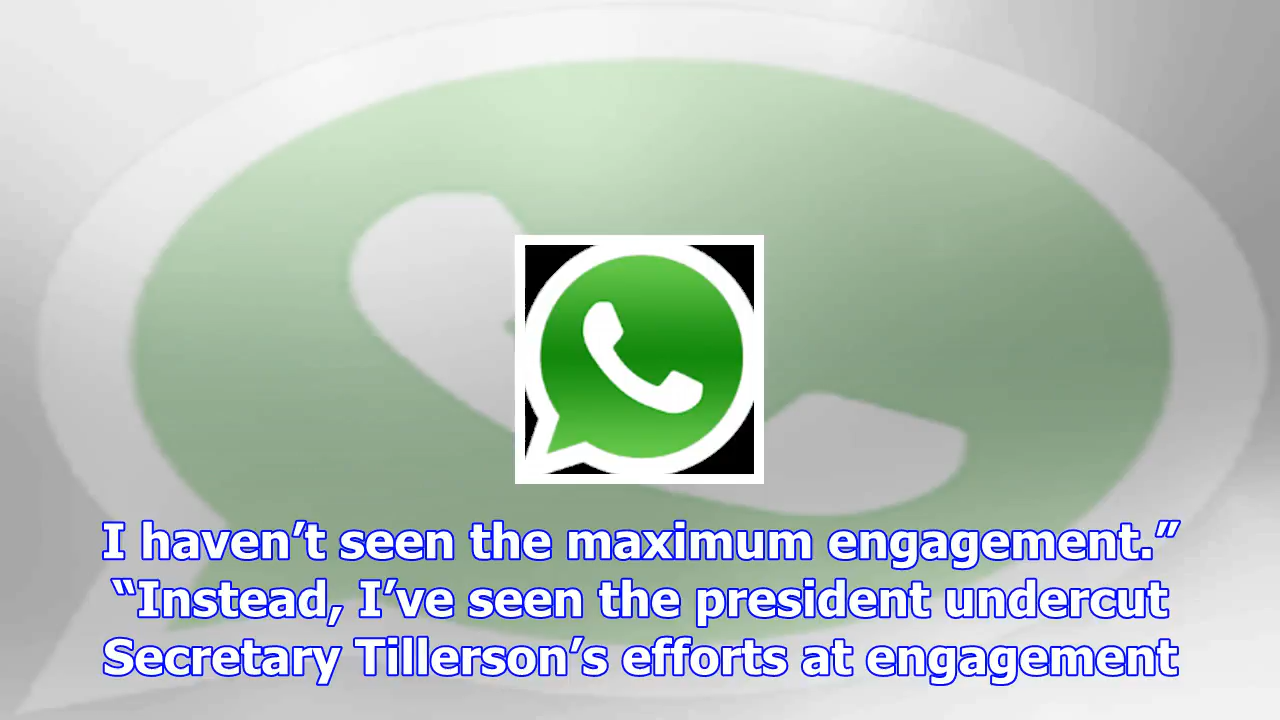 I haven’t seen the maximum engagement.”
“Instead, I’ve seen the president undercut
Secretary Tillerson’s efforts at engagement